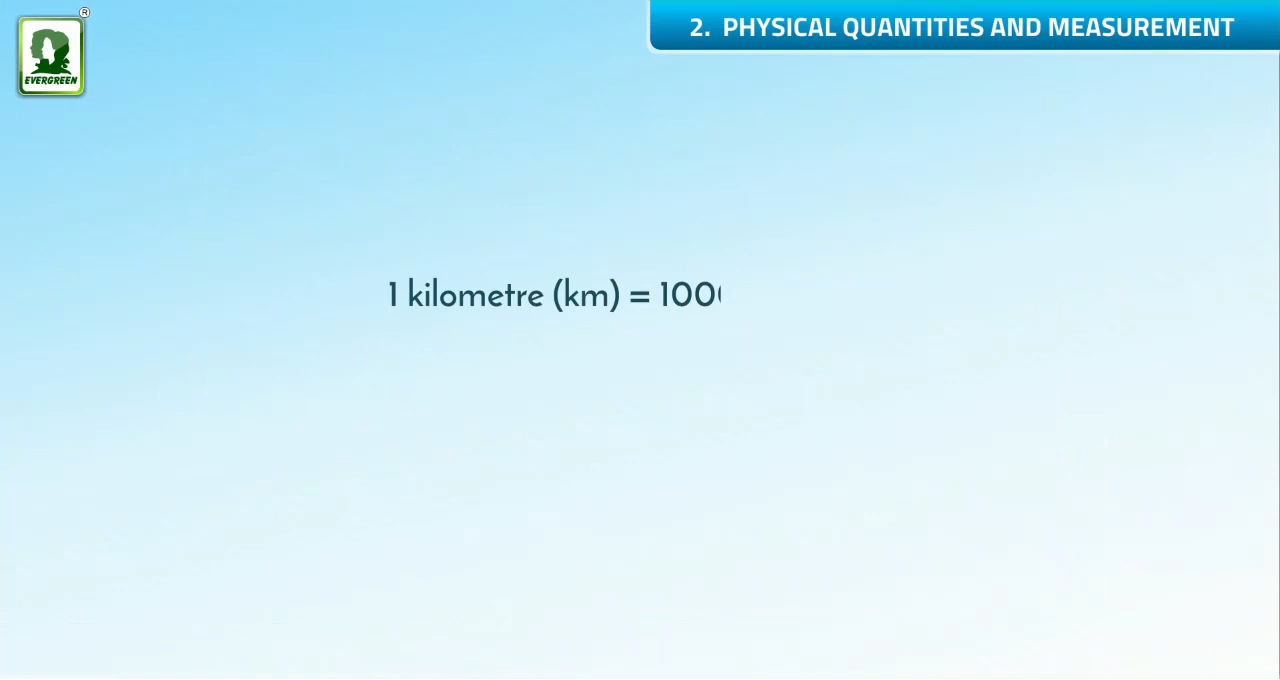 ®
EVERGREEN
2. PHYSICAL QUANTITIES AND MEASUREMENT
1 kilometre (km) = 100